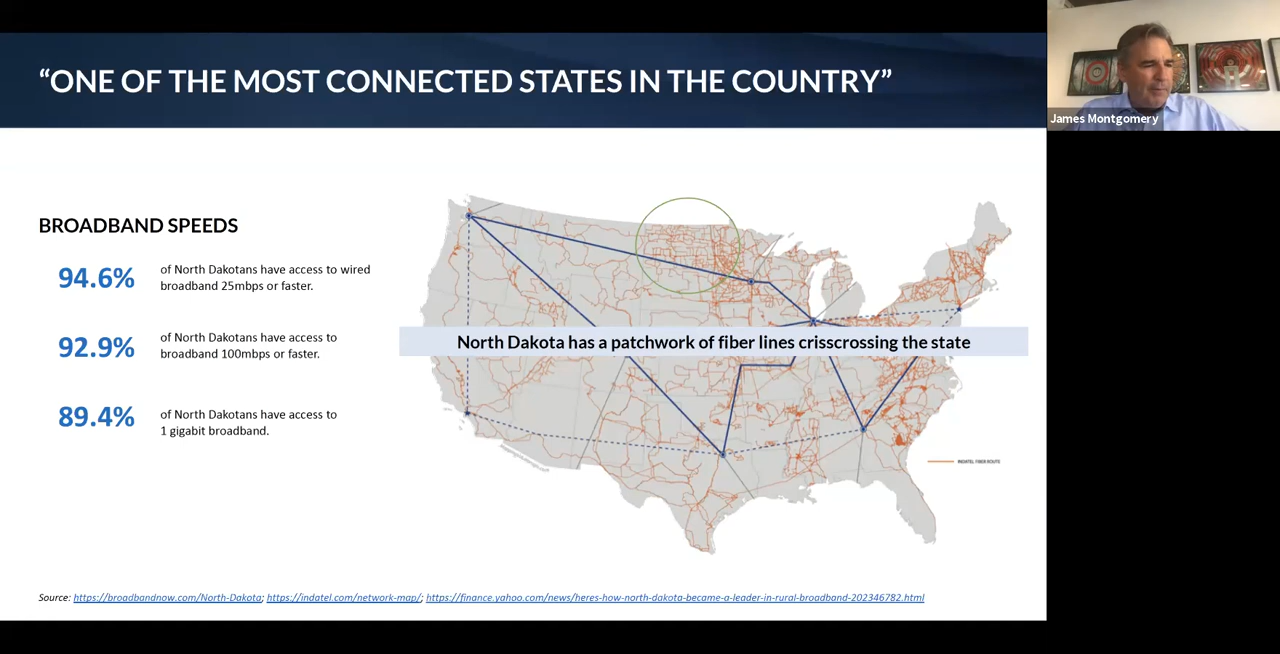 “ONE OF THE MOST CONNECTED STATES IN THE COUNTRY”
James Montgomery
BROADBAND SPEEDS
94.6%
of North Dakotans have access to wired
broadband 25mbps or faster.
92.9%
of North Dakotans have access to
broadband 100mbps or faster.
89.4%
of North Dakotans have access to
1 gigabit broadband.
North Dakota has a patchwork of fiber lines crisscrossing the state
INDATEL FIBER ROUTE
Source: https://broadbandnow.com/North-Dakota; https://indatel.com/network-map/; https://finance.yahoo.com/news/heres-how-north-dakota-became-a-leader-in-rural-broadband-202346782.html